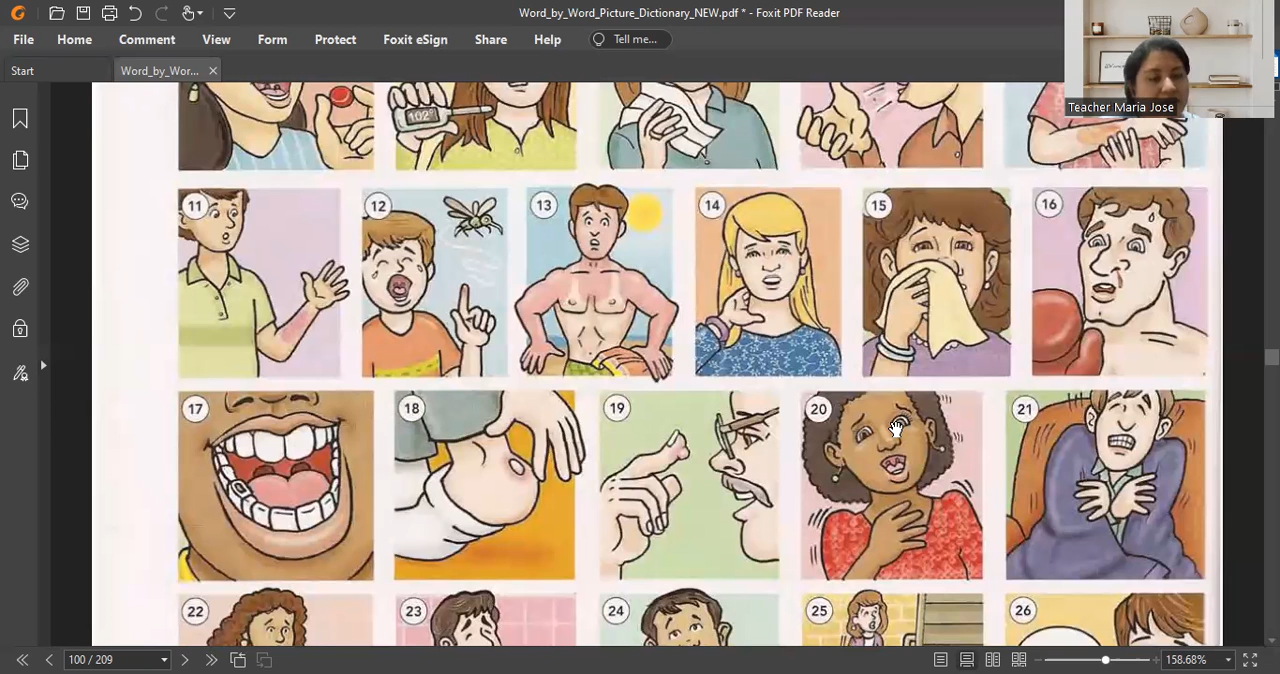 Word_by_Word_Picture_Dictionary_NEW.pdf * - Foxit PDF Reader
File Home Comment View Form Protect Foxit eSign Share Help Tell me...
Start Word_by_Wor...
Teacher Maria Jose
102°
11 12 13 14 15 16
17 18 19 20 21
22 23 24 25 26
100 / 209
158.68%